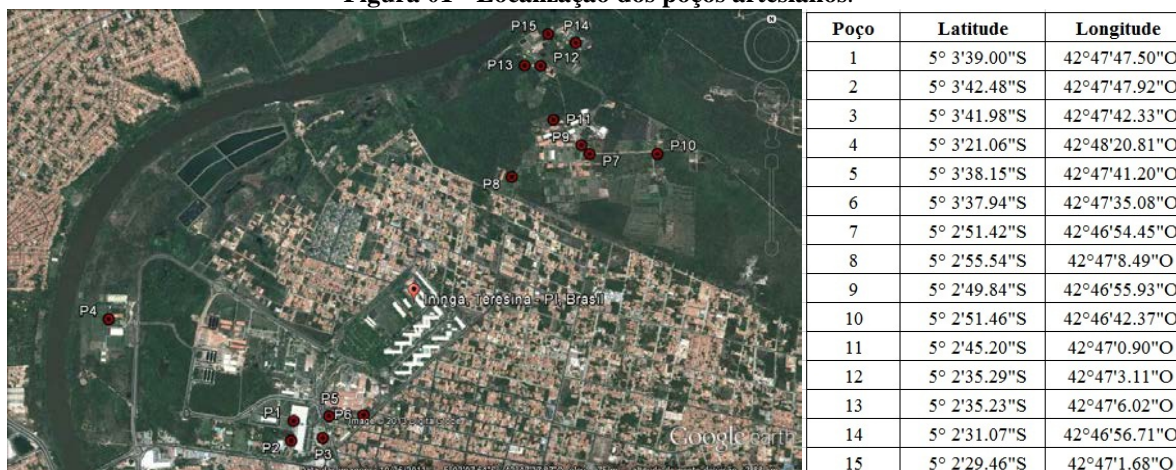 Figura 01 - Localização dos poços artesianos.
P15 P14
P13 P12
P11
P9
P7 P10
P8
Ininga, Teresina - PI, Brasil
P4
P5
P1 P6
P2 P3
Google earth
Poço Latitude Longitude
1 5° 3'39.00"S 42°47'47.50"O
2 5° 3'42.48"S 42°47'47.92"O
3 5° 3'41.98"S 42°47'42.33"O
4 5° 3'21.06"S 42°48'20.81"O
5 5° 3'38.15"S 42°47'41.20"O
6 5° 3'37.94"S 42°47'35.08"O
7 5° 2'51.42"S 42°46'54.45"O
8 5° 2'55.54"S 42°47'8.49"O
9 5° 2'49.84"S 42°46'55.93"O
10 5° 2'51.46"S 42°46'42.37"O
11 5° 2'45.20"S 42°47'0.90"O
12 5° 2'35.29"S 42°47'3.11"O
13 5° 2'35.23"S 42°47'6.02"O
14 5° 2'31.07"S 42°46'56.71"O
15 5° 2'29.46"S 42°47'1.68"O